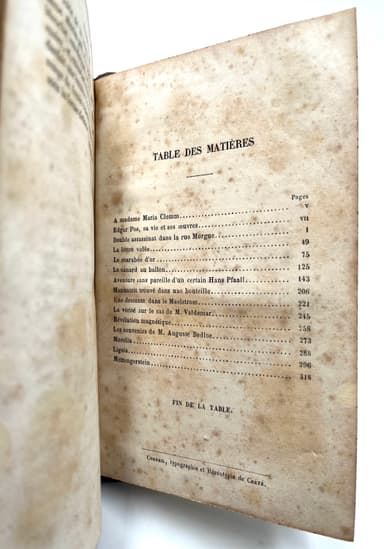 TABLE DES MATIÈRES
Pages
A madame Maria Clemm v
Edgar Poe, sa vie et ses œuvres vii
Double assassinat dans la rue Morgue 1
La lettre volée 49
Le scarabée d'or 75
Le canard au ballon 125
Aventure sans pareille d'un certain Hans Pfaall 143
Manuscrit trouvé dans une bouteille 206
Une descente dans le Maelstrom 221
La vérité sur le cas de M. Valdemar 245
Révélation magnétique 258
Les souvenirs de M. Auguste Bedloe 273
Morella 288
Ligeia 296
Metzengerstein 318
FIN DE LA TABLE.
Corbeil, typographie et stéréotypie de Crété.